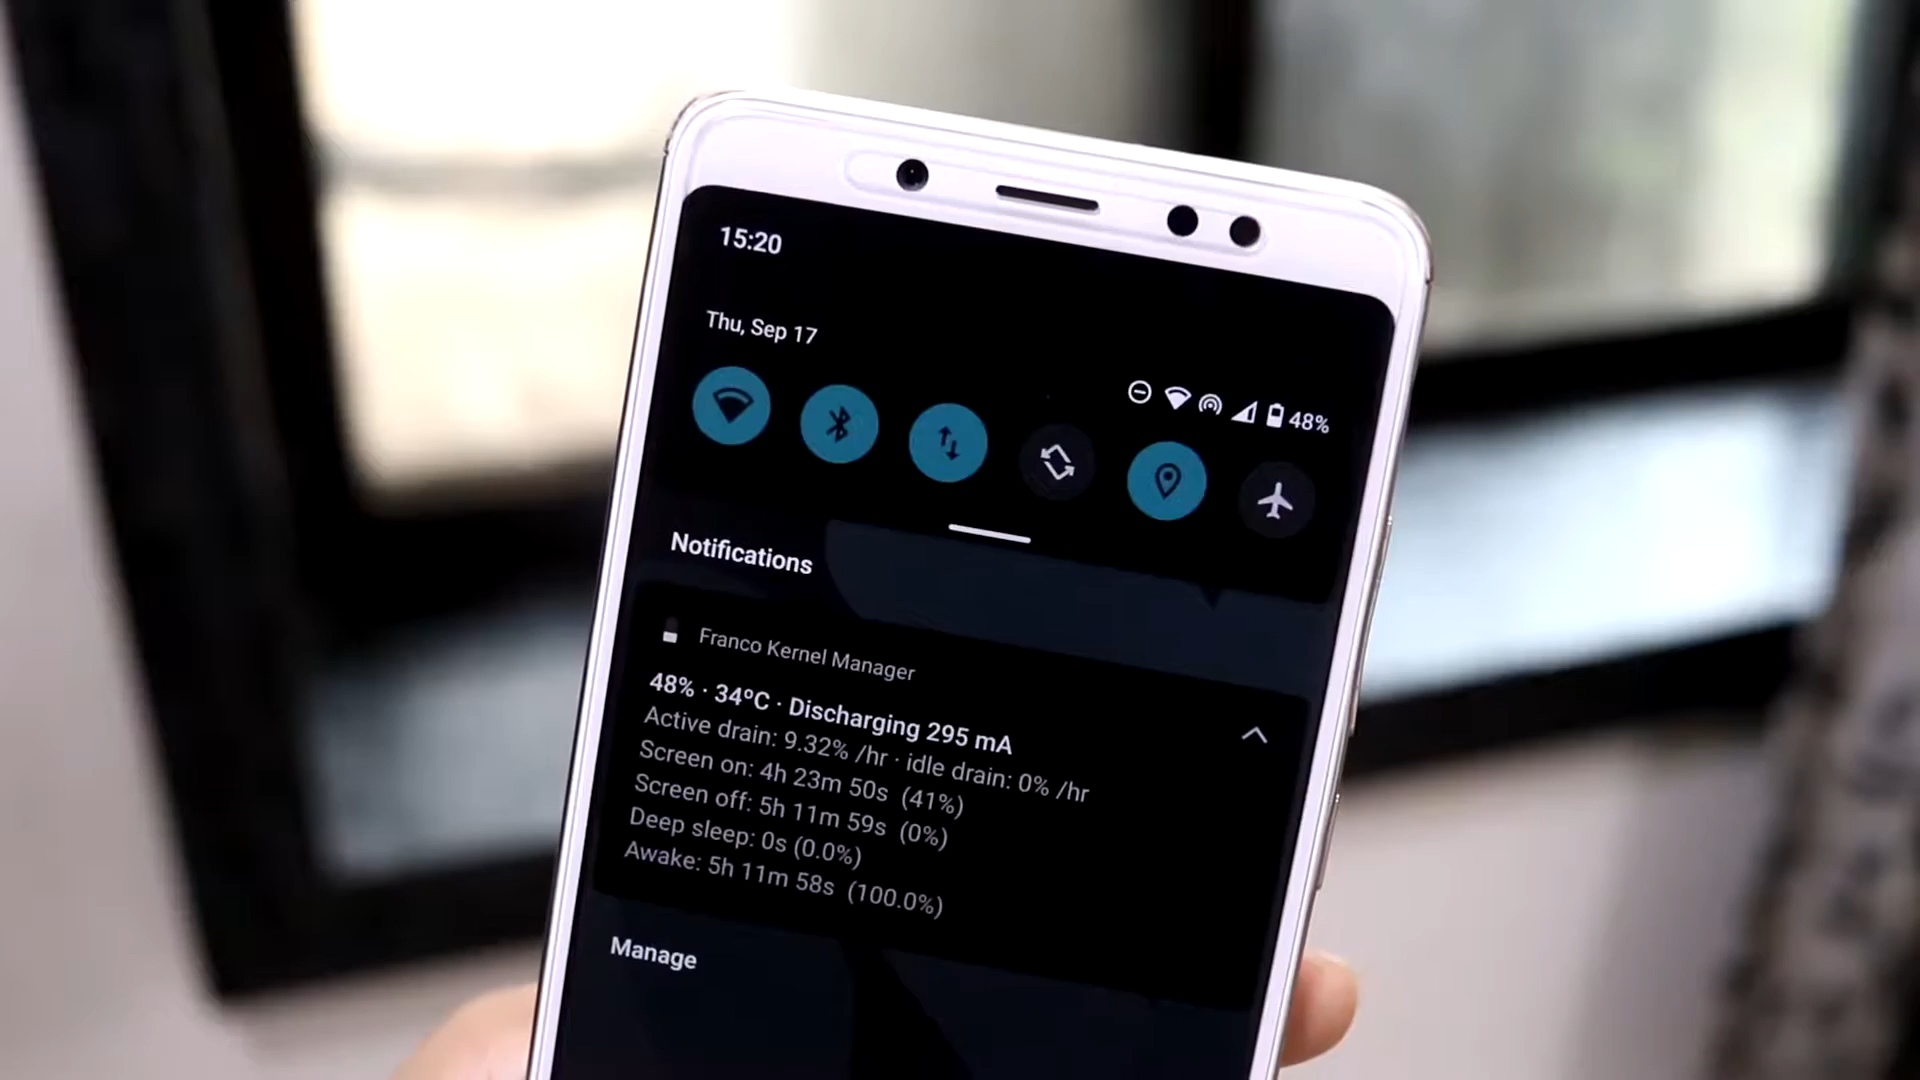 15:20
Thu, Sep 17
48%
Notifications
Franco Kernel Manager
48% · 34ºC · Discharging 295 mA
Active drain: 9.32% /hr · idle drain: 0% /hr
Screen on: 4h 23m 50s (41%)
Screen off: 5h 11m 59s (0%)
Deep sleep: 0s (0.0%)
Awake: 5h 11m 58s (100.0%)
Manage